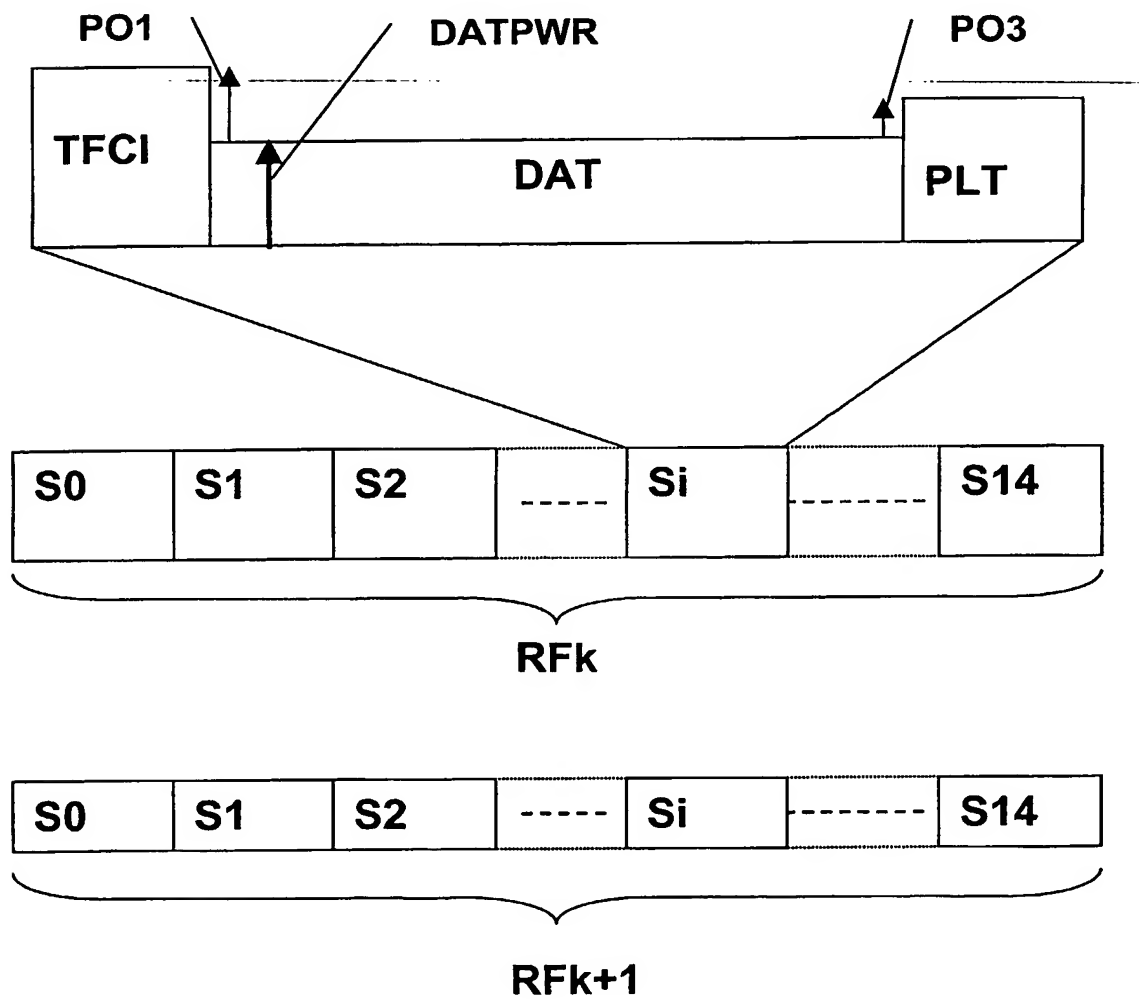 PO1 DATPWR PO3
TFCI DAT PLT
S0 S1 S2 Si S14
RFk
S0 S1 S2 Si S14
RFk+1